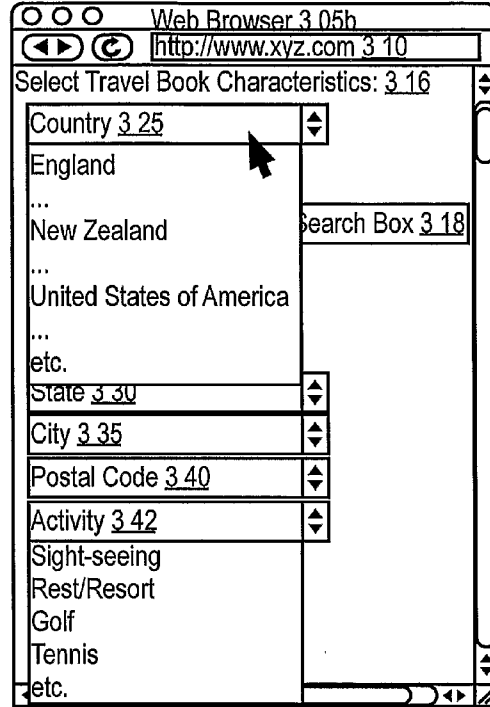 Web Browser 3 05b
http://www.xyz.com 3 10
Select Travel Book Characteristics: 3 16
Country 3 25
England
...
New Zealand
Search Box 3 18
...
United States of America
...
etc.
State 3 30
City 3 35
Postal Code 3 40
Activity 3 42
Sight-seeing
Rest/Resort
Golf
Tennis
etc.